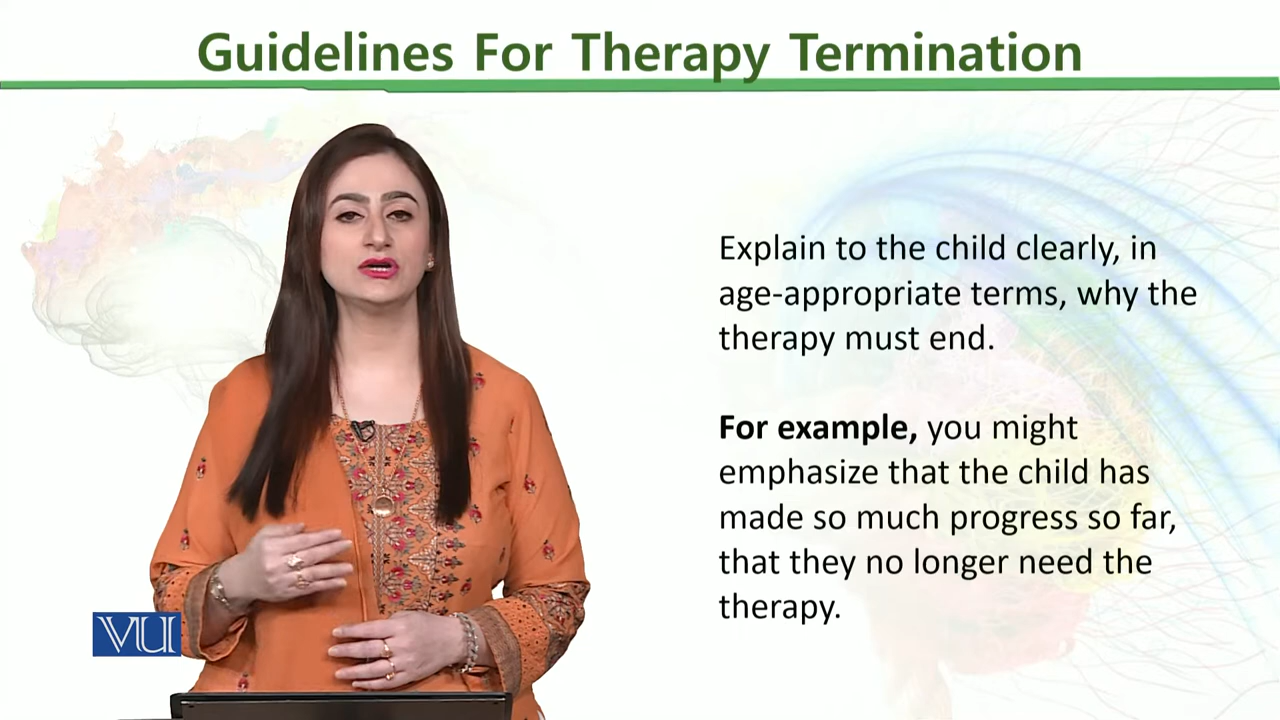 Guidelines For Therapy Termination
Explain to the child clearly, in
age-appropriate terms, why the
therapy must end.
For example, you might
emphasize that the child has
made so much progress so far,
that they no longer need the
therapy.
VU